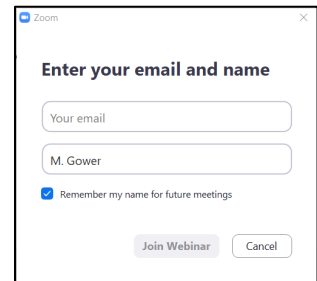 Zoom
Enter your email and name
Your email
M. Gower
Remember my name for future meetings
Join Webinar Cancel